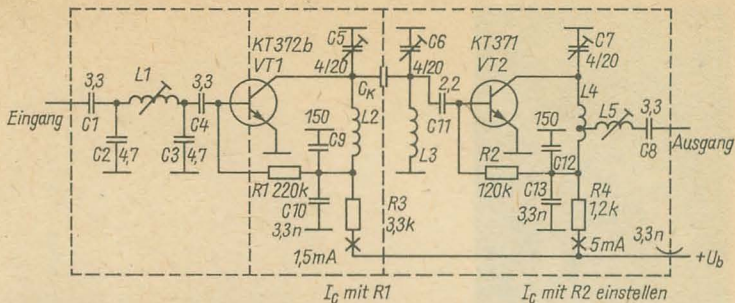 Eingang
3,3
C1
C2
4,7
L1
C3
4,7
3,3
C4
KT372b
VT1
R1 220k
150
C9
C10
3,3n
C5
4/20
L2
R3
3,3k
1,5mA
CK
C6
4/20
L3
2,2
C11
KT371
VT2
R2
120k
150
C12
C13
3,3n
C7
4/20
L4
L5
3,3
C8
Ausgang
R4
1,2k
5mA
3,3n
+Ub
IC mit R1
IC mit R2 einstellen